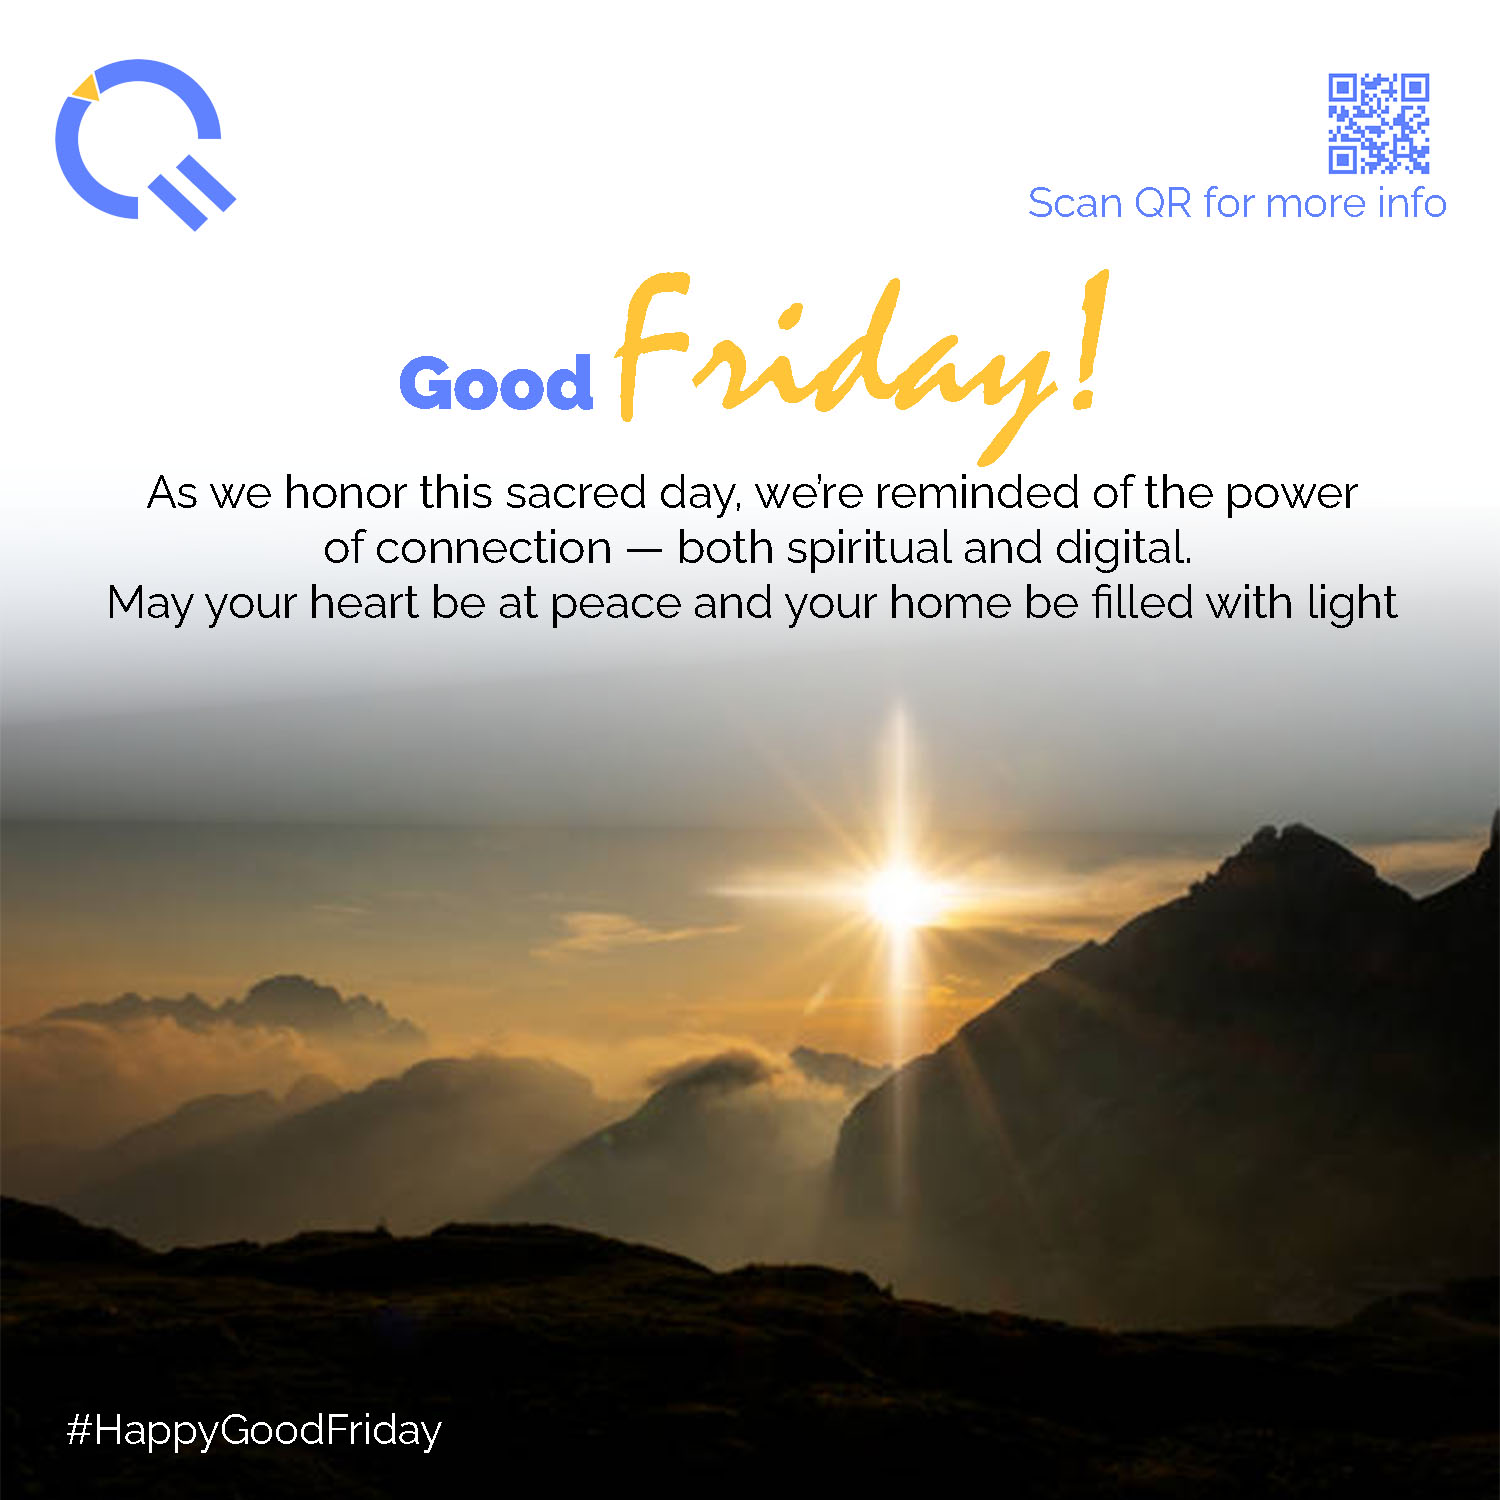 Scan QR for more info
Good Friday!
As we honor this sacred day, we’re reminded of the power
of connection — both spiritual and digital.
May your heart be at peace and your home be filled with light
#HappyGoodFriday